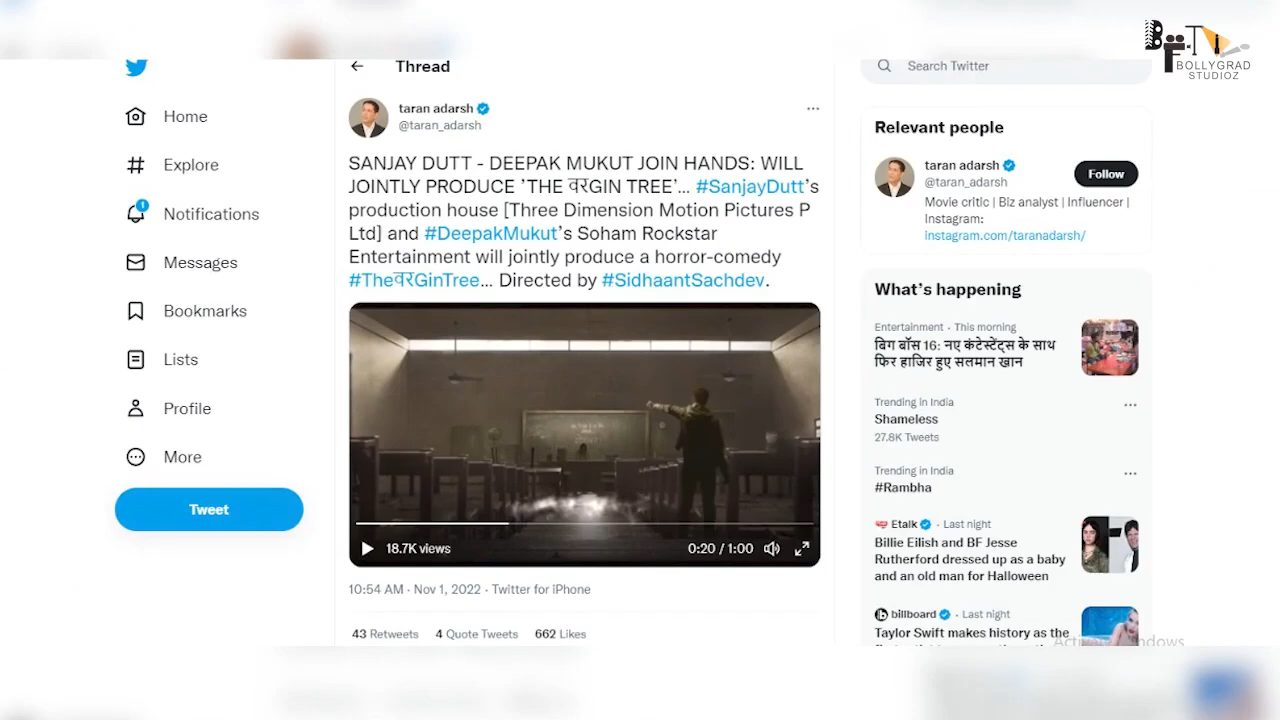 BOLLYGRAD
STUDIOZ
Home
Explore
1
Notifications
Messages
Bookmarks
Lists
Profile
More
Tweet
Thread
taran adarsh
@taran_adarsh
SANJAY DUTT - DEEPAK MUKUT JOIN HANDS: WILL
JOINTLY PRODUCE 'THE वरGIN TREE'... #SanjayDutt's
production house [Three Dimension Motion Pictures P
Ltd] and #DeepakMukut's Soham Rockstar
Entertainment will jointly produce a horror-comedy
#TheवरGinTree... Directed by #SidhaantSachdev.
18.7K views
0:20 / 1:00
10:54 AM · Nov 1, 2022 · Twitter for iPhone
43 Retweets 4 Quote Tweets 662 Likes
Search Twitter
Relevant people
taran adarsh
@taran_adarsh
Follow
Movie critic | Biz analyst | Influencer |
Instagram:
instagram.com/taranadarsh/
What's happening
Entertainment · This morning
बिग बॉस 16: नए कंटेस्टेंट्स के साथ
फिर हाजिर हुए सलमान खान
Trending in India
Shameless
27.8K Tweets
Trending in India
#Rambha
Etalk · Last night
Billie Eilish and BF Jesse
Rutherford dressed up as a baby
and an old man for Halloween
billboard · Last night
Taylor Swift makes history as the